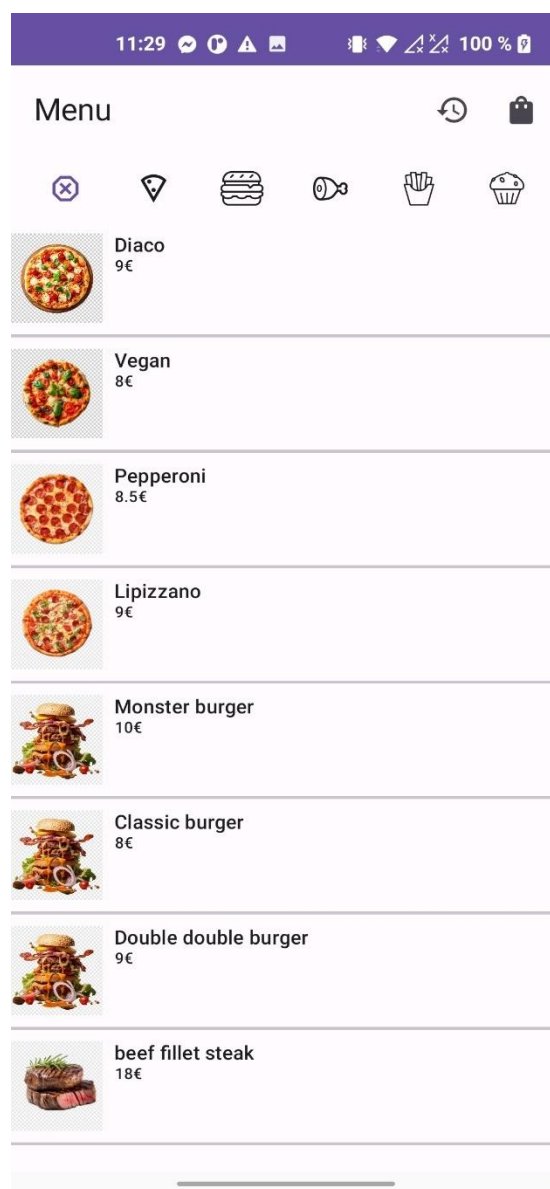 11:29
100 %
Menu
Diaco
9€
Vegan
8€
Pepperoni
8.5€
Lipizzano
9€
Monster burger
10€
Classic burger
8€
Double double burger
9€
beef fillet steak
18€